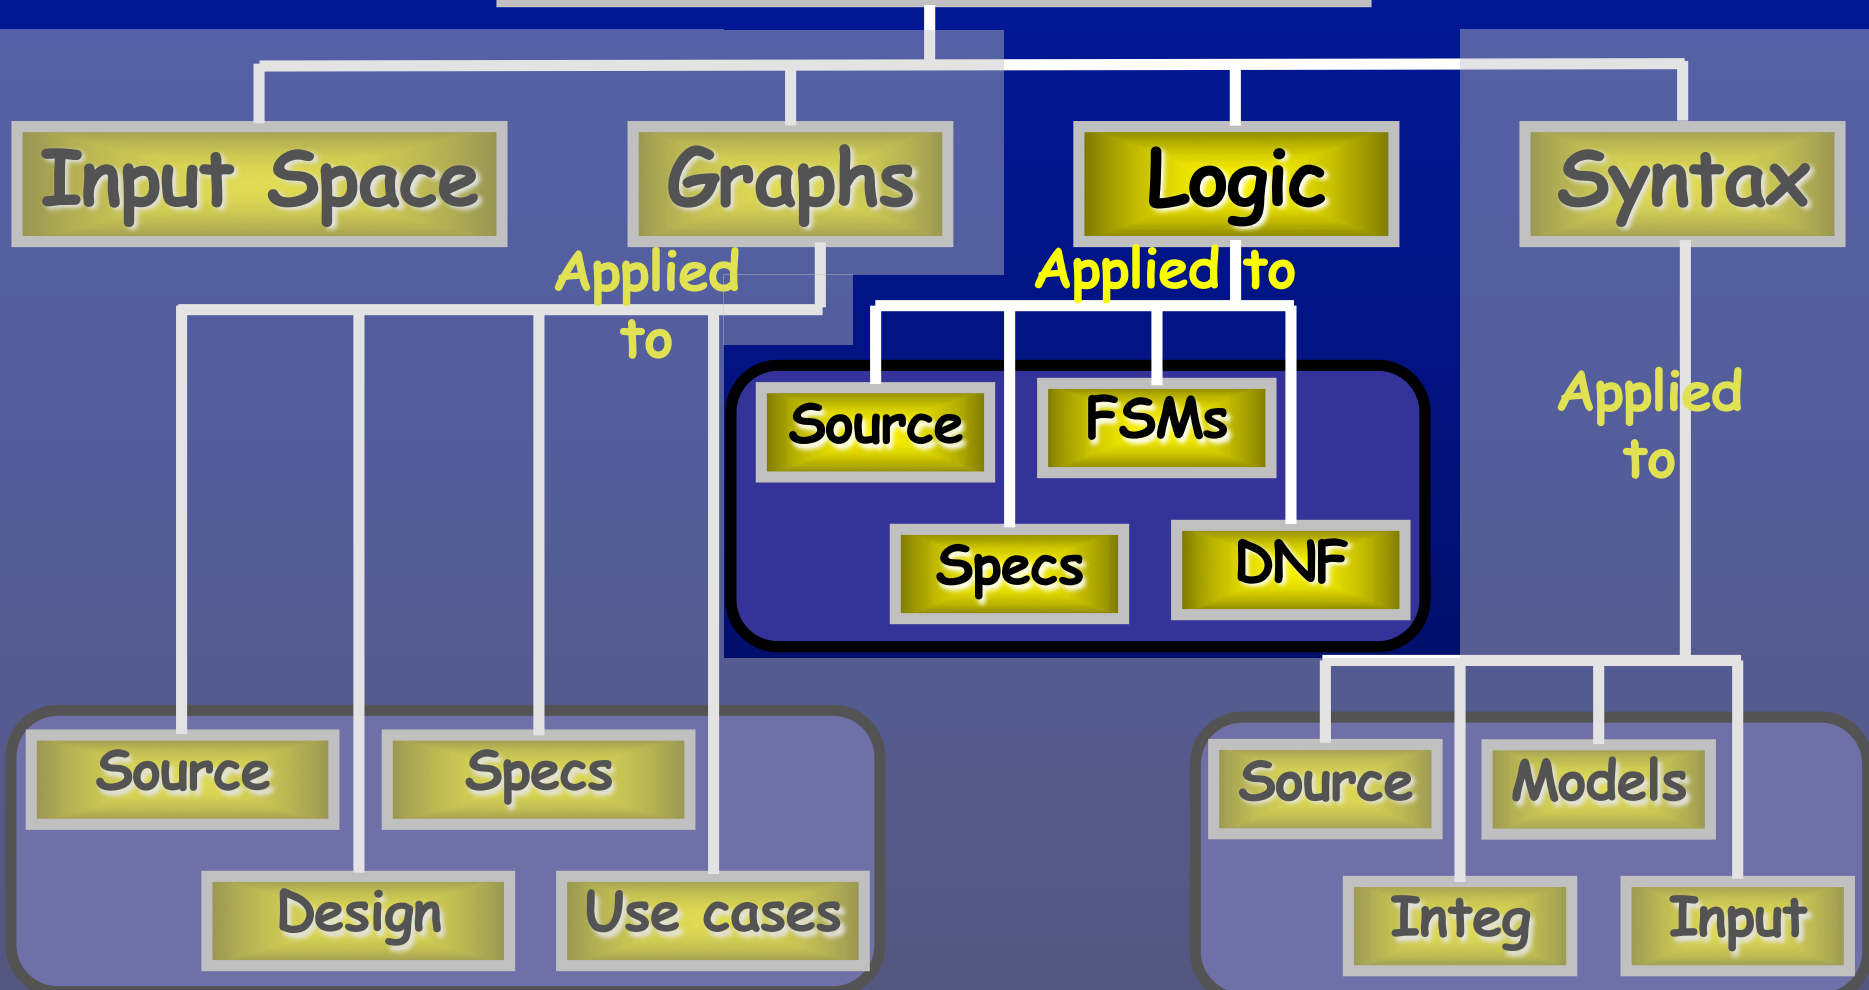 Input Space
Graphs
Logic
Syntax
Applied
to
Applied to
Applied
to
Source
FSMs
Specs
DNF
Source
Specs
Design
Use cases
Source
Models
Integ
Input